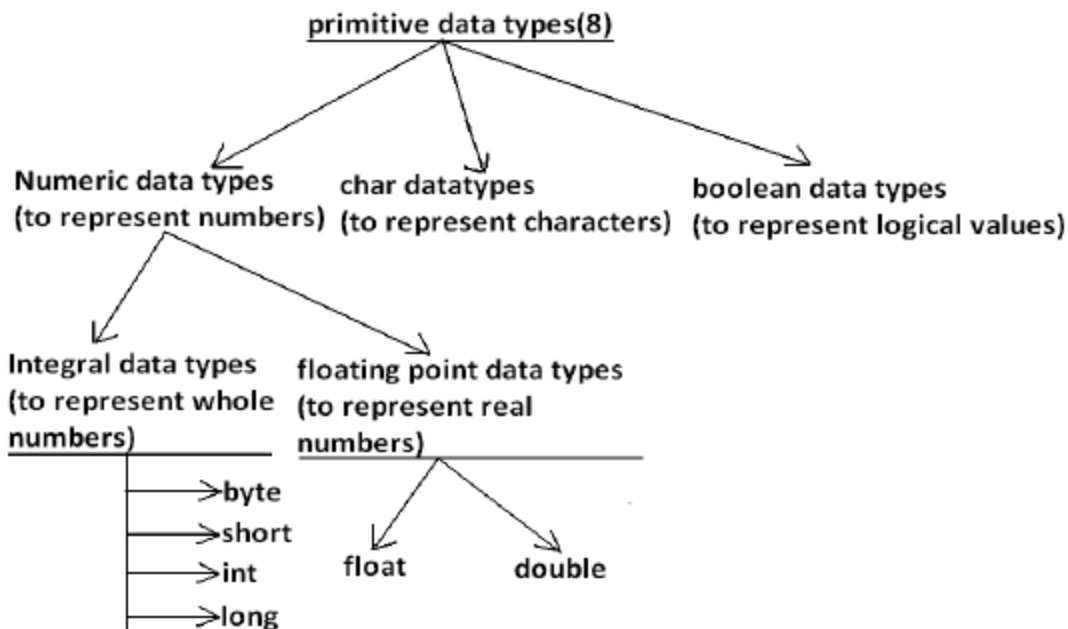 primitive data types(8)
Numeric data types
(to represent numbers)
char datatypes
(to represent characters)
boolean data types
(to represent logical values)
Integral data types
(to represent whole
numbers)
floating point data types
(to represent real
numbers)
byte
short
int
long
float
double